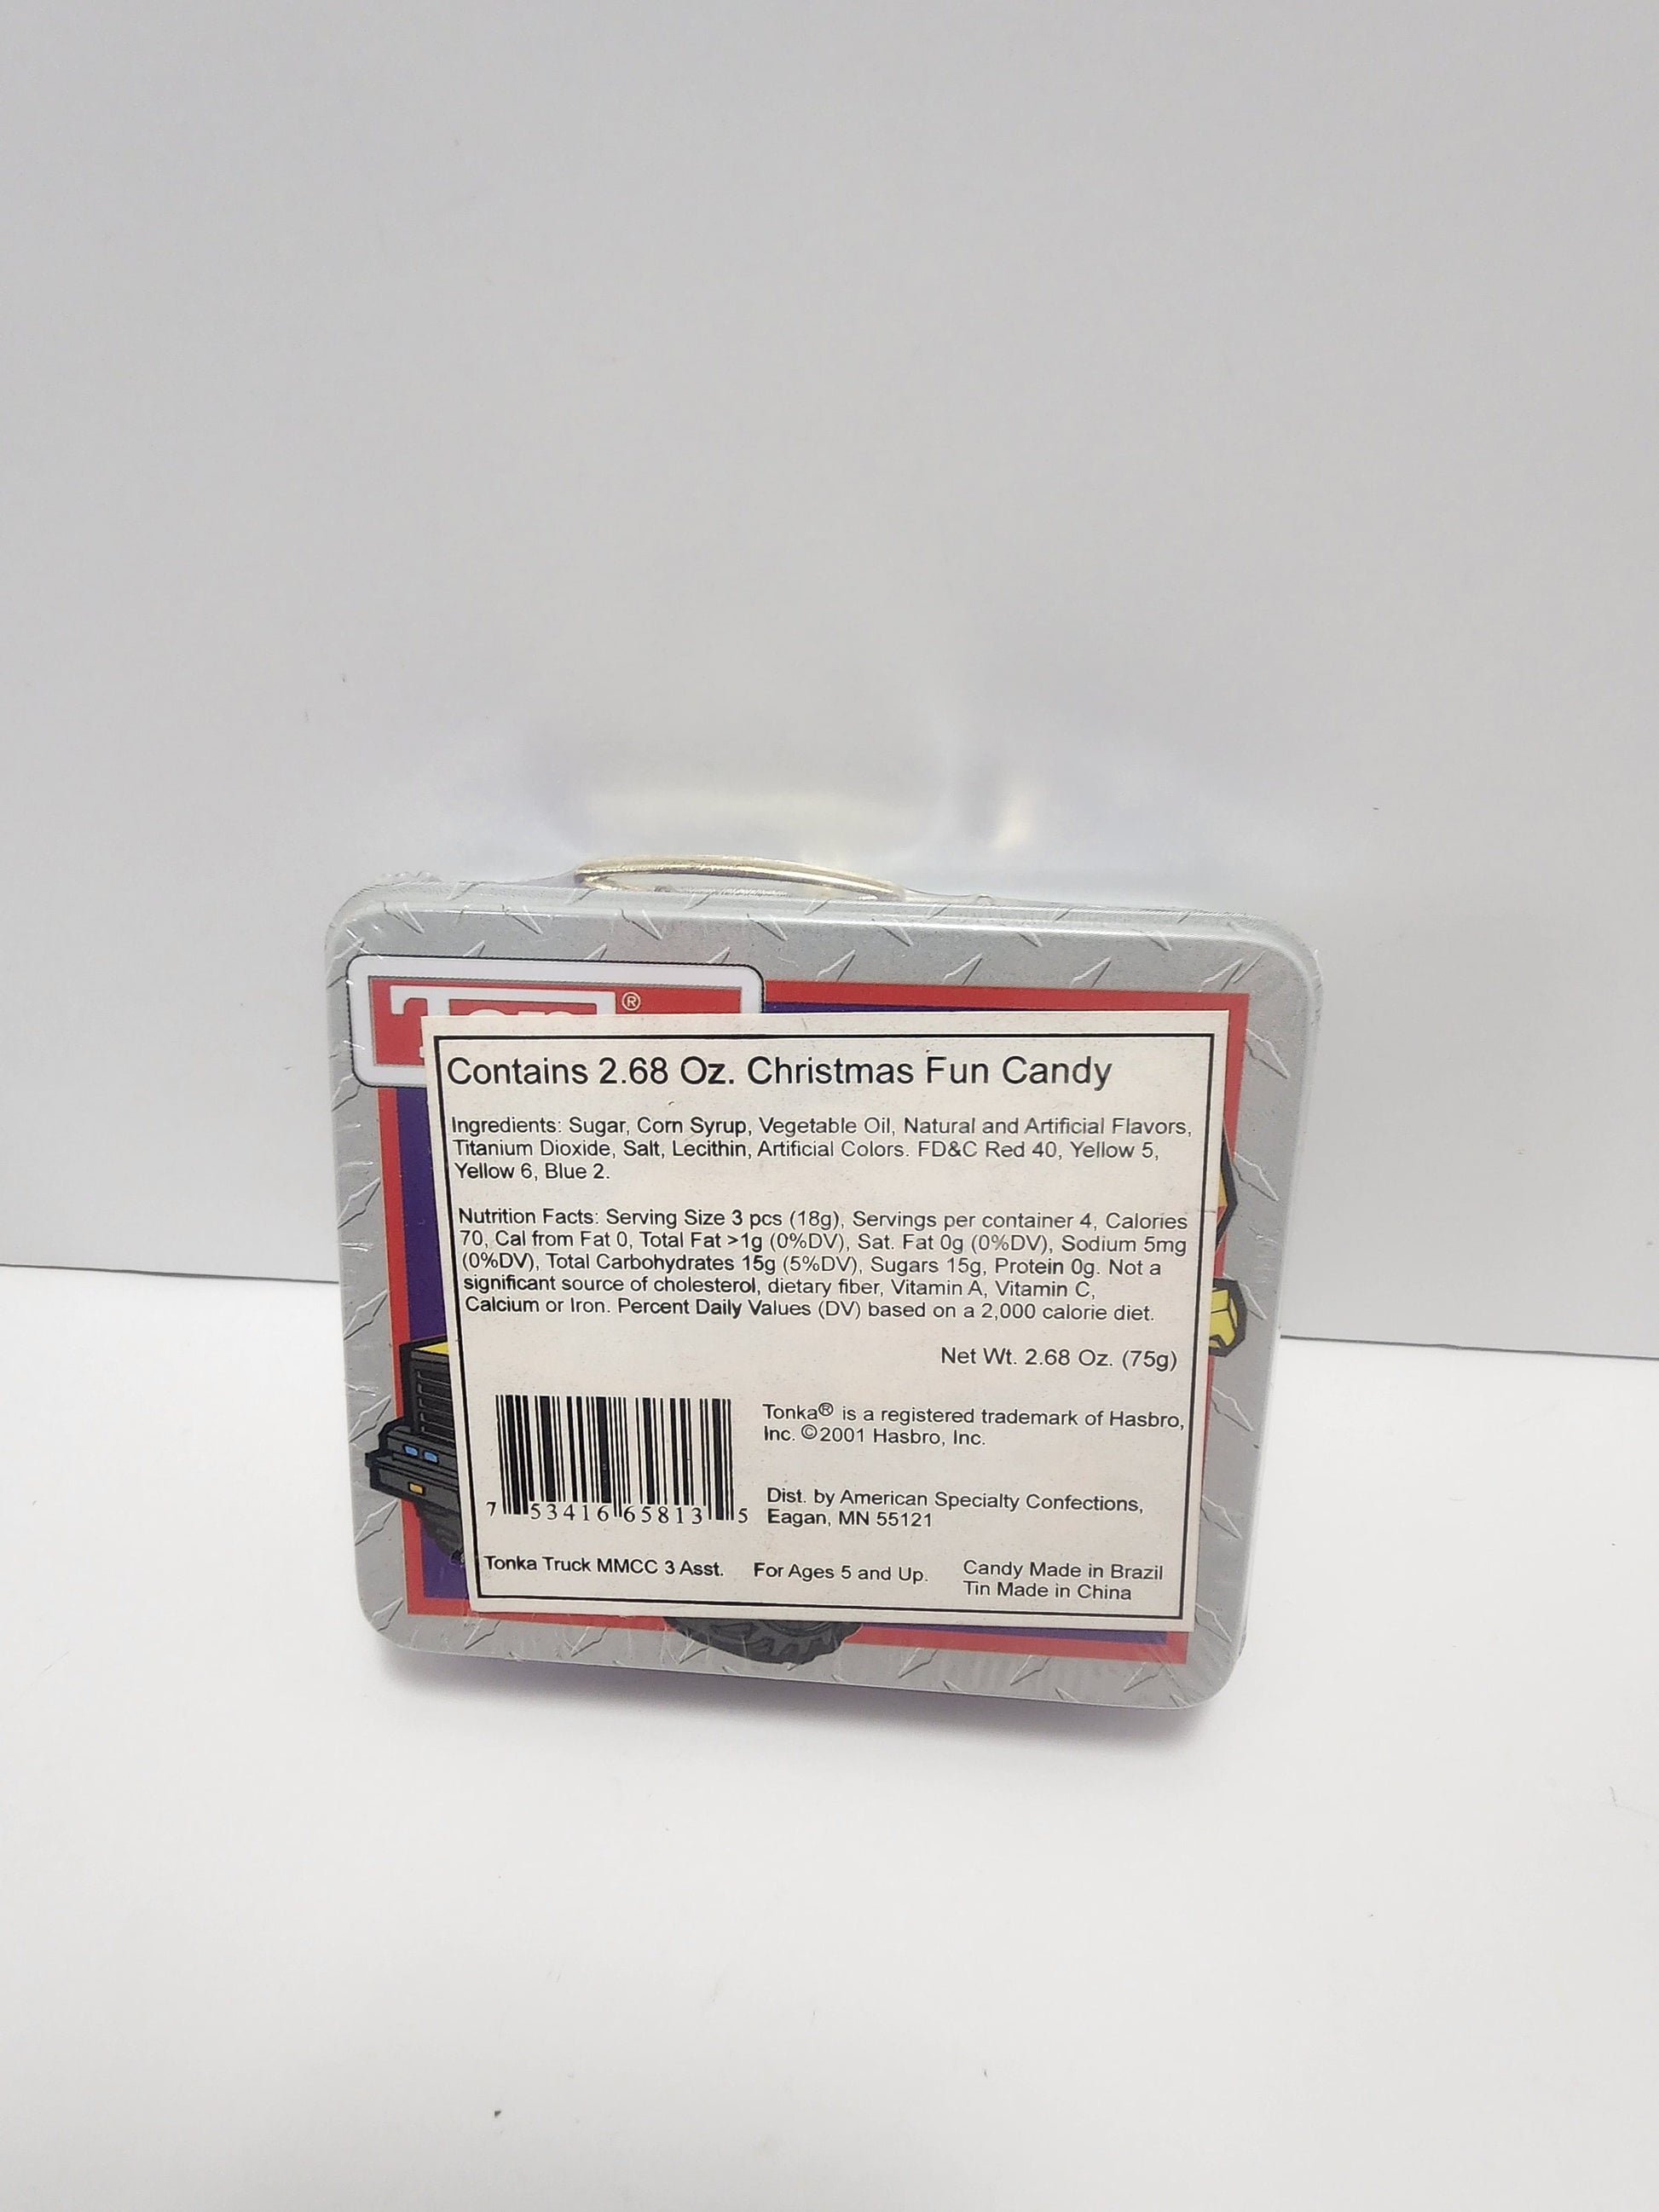 ®
Contains 2.68 Oz. Christmas Fun Candy
Ingredients: Sugar, Corn Syrup, Vegetable Oil, Natural and Artificial Flavors,
Titanium Dioxide, Salt, Lecithin, Artificial Colors. FD&C Red 40, Yellow 5,
Yellow 6, Blue 2.
Nutrition Facts: Serving Size 3 pcs (18g), Servings per container 4, Calories
70, Cal from Fat 0, Total Fat >1g (0%DV), Sat. Fat 0g (0%DV), Sodium 5mg
(0%DV), Total Carbohydrates 15g (5%DV), Sugars 15g, Protein 0g. Not a
significant source of cholesterol, dietary fiber, Vitamin A, Vitamin C,
Calcium or Iron. Percent Daily Values (DV) based on a 2,000 calorie diet.
Net Wt. 2.68 Oz. (75g)
Tonka® is a registered trademark of Hasbro,
Inc. ©2001 Hasbro, Inc.
Dist. by American Specialty Confections,
Eagan, MN 55121
7 53416 65813 5
Tonka Truck MMCC 3 Asst. For Ages 5 and Up. Candy Made in Brazil
Tin Made in China